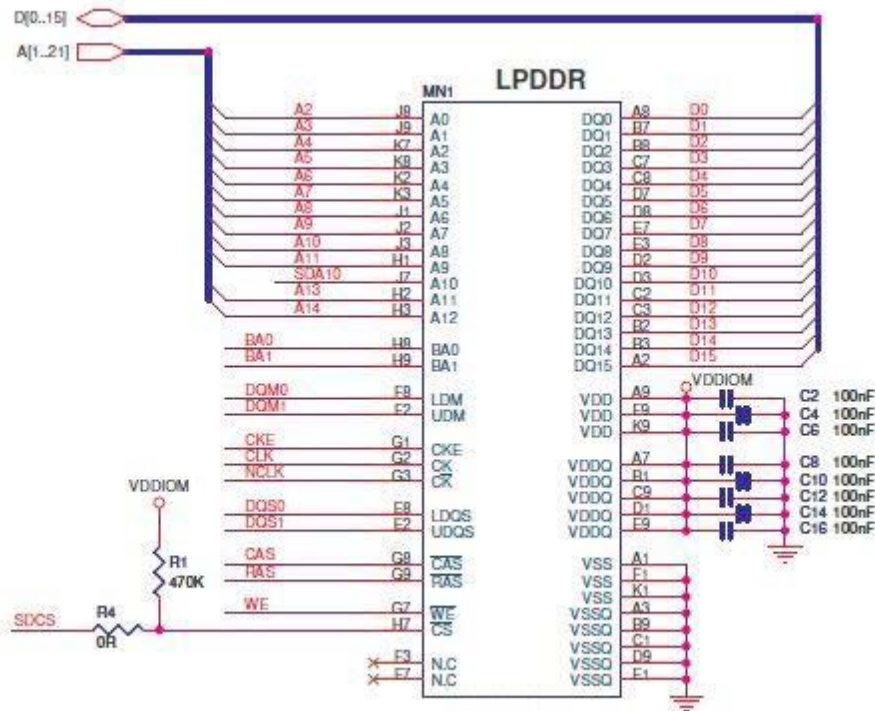 D[0..15]
A[1..21]
LPDDR
MN1
A2 J8 A0 DQ0 A8 D0
A3 J9 A1 DQ1 B7 D1
A4 K7 A2 DQ2 B8 D2
A5 K8 A3 DQ3 C7 D3
A6 K2 A4 DQ4 C8 D4
A7 K3 A5 DQ5 D7 D5
A8 J1 A6 DQ6 D8 D6
A9 J2 A7 DQ7 E7 D7
A10 J3 A8 DQ8 E3 D8
A11 H1 A9 DQ9 D2 D9
SDA10 J7 A10 DQ10 D3 D10
A13 H2 A11 DQ11 C2 D11
A14 H3 A12 DQ12 C3 D12
DQ13 B2 D13
BA0 H8 BA0 DQ14 B3 D14
BA1 H9 BA1 DQ15 A2 D15
VDDIOM
DQM0 F8 LDM VDD A9 C2 100nF
DQM1 F2 UDM VDD F9 C4 100nF
VDD K9 C6 100nF
CKE G1 CKE
CLK G2 CK VDDQ A7 C8 100nF
NCLK G3 CK VDDQ B1 C10 100nF
VDDIOM
VDDQ C9 C12 100nF
DQS0 E8 LDQS VDDQ D1 C14 100nF
DQS1 E2 UDQS VDDQ E9 C16 100nF
CAS G8 CAS VSS A1
RAS G9 RAS VSS F1
R1
470K
VSS K1
WE G7 WE VSSQ A3
SDCS R4 0R H7 CS VSSQ B9
VSSQ C1
F3 N.C VSSQ D9
F7 N.C VSSQ E1